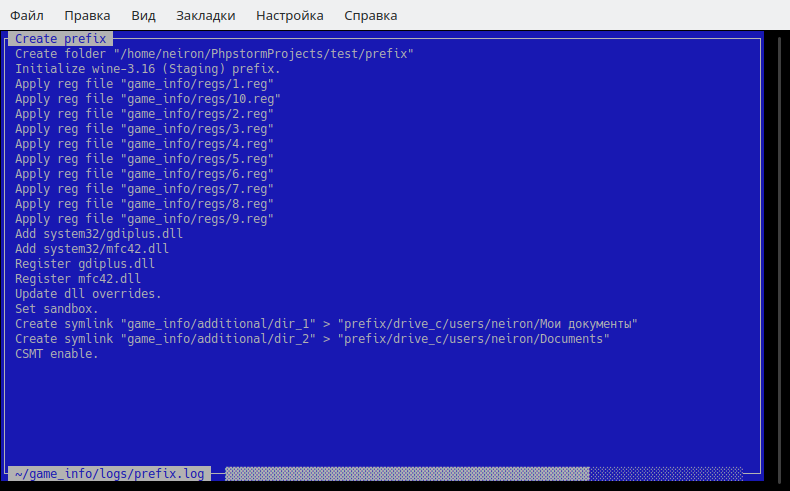 Файл Правка Вид Закладки Настройка Справка
Create prefix
Create folder "/home/neiron/PhpstormProjects/test/prefix"
Initialize wine-3.16 (Staging) prefix.
Apply reg file "game_info/regs/1.reg"
Apply reg file "game_info/regs/10.reg"
Apply reg file "game_info/regs/2.reg"
Apply reg file "game_info/regs/3.reg"
Apply reg file "game_info/regs/4.reg"
Apply reg file "game_info/regs/5.reg"
Apply reg file "game_info/regs/6.reg"
Apply reg file "game_info/regs/7.reg"
Apply reg file "game_info/regs/8.reg"
Apply reg file "game_info/regs/9.reg"
Add system32/gdiplus.dll
Add system32/mfc42.dll
Register gdiplus.dll
Register mfc42.dll
Update dll overrides.
Set sandbox.
Create symlink "game_info/additional/dir_1" > "prefix/drive_c/users/neiron/Мои документы"
Create symlink "game_info/additional/dir_2" > "prefix/drive_c/users/neiron/Documents"
CSMT enable.
~/game_info/logs/prefix.log